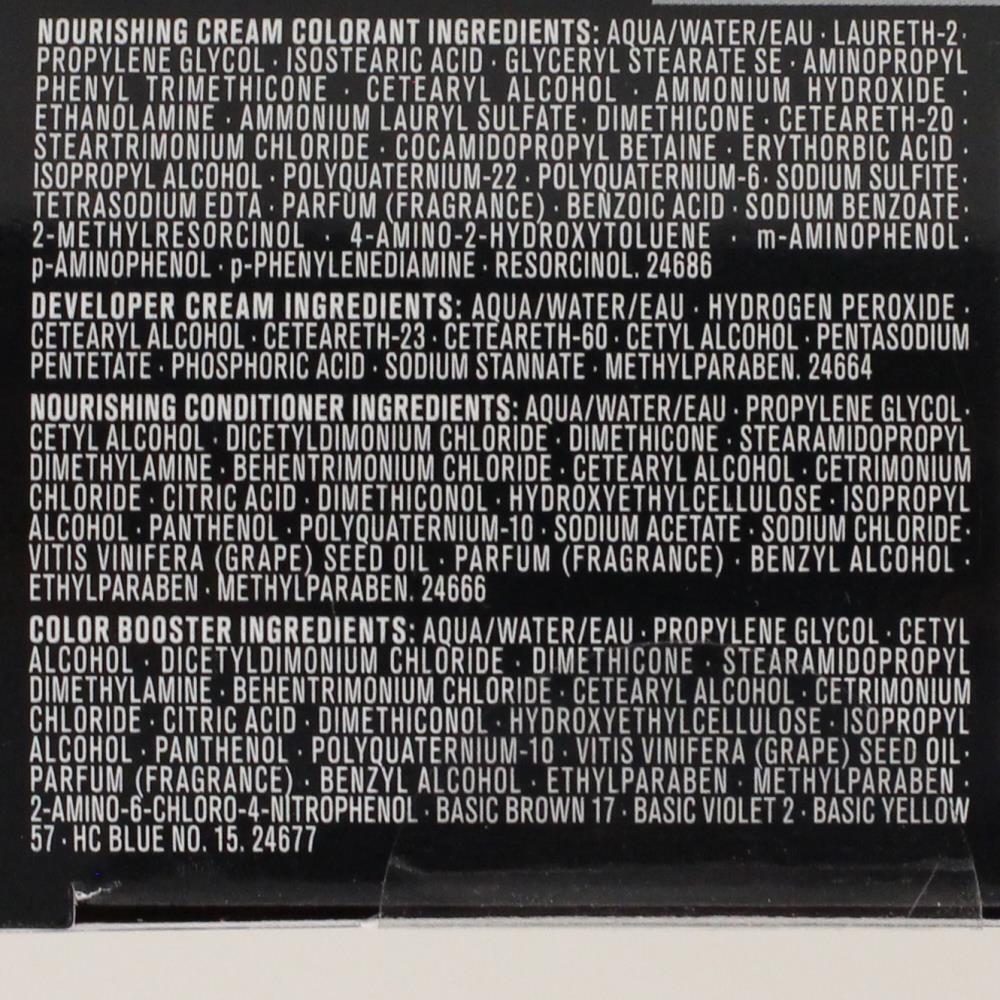 NOURISHING CREAM COLORANT INGREDIENTS: AQUA/WATER/EAU · LAURETH-2 ·
PROPYLENE GLYCOL · ISOSTEARIC ACID · GLYCERYL STEARATE SE · AMINOPROPYL
PHENYL TRIMETHICONE · CETEARYL ALCOHOL · AMMONIUM HYDROXIDE ·
ETHANOLAMINE · AMMONIUM LAURYL SULFATE · DIMETHICONE · CETEARETH-20 ·
STEARTRIMONIUM CHLORIDE · COCAMIDOPROPYL BETAINE · ERYTHORBIC ACID ·
ISOPROPYL ALCOHOL · POLYQUATERNIUM-22 · POLYQUATERNIUM-6 · SODIUM SULFITE ·
TETRASODIUM EDTA · PARFUM (FRAGRANCE) · BENZOIC ACID · SODIUM BENZOATE ·
2-METHYLRESORCINOL · 4-AMINO-2-HYDROXYTOLUENE · m-AMINOPHENOL ·
p-AMINOPHENOL · p-PHENYLENEDIAMINE · RESORCINOL. 24686
DEVELOPER CREAM INGREDIENTS: AQUA/WATER/EAU · HYDROGEN PEROXIDE ·
CETEARYL ALCOHOL · CETEARETH-23 · CETEARETH-60 · CETYL ALCOHOL · PENTASODIUM
PENTETATE · PHOSPHORIC ACID · SODIUM STANNATE · METHYLPARABEN. 24664
NOURISHING CONDITIONER INGREDIENTS: AQUA/WATER/EAU · PROPYLENE GLYCOL ·
CETYL ALCOHOL · DICETYLDIMONIUM CHLORIDE · DIMETHICONE · STEARAMIDOPROPYL
DIMETHYLAMINE · BEHENTRIMONIUM CHLORIDE · CETEARYL ALCOHOL · CETRIMONIUM
CHLORIDE · CITRIC ACID · DIMETHICONOL · HYDROXYETHYLCELLULOSE · ISOPROPYL
ALCOHOL · PANTHENOL · POLYQUATERNIUM-10 · SODIUM ACETATE · SODIUM CHLORIDE ·
VITIS VINIFERA (GRAPE) SEED OIL · PARFUM (FRAGRANCE) · BENZYL ALCOHOL ·
ETHYLPARABEN · METHYLPARABEN. 24666
COLOR BOOSTER INGREDIENTS: AQUA/WATER/EAU · PROPYLENE GLYCOL · CETYL
ALCOHOL · DICETYLDIMONIUM CHLORIDE · DIMETHICONE · STEARAMIDOPROPYL
DIMETHYLAMINE · BEHENTRIMONIUM CHLORIDE · CETEARYL ALCOHOL · CETRIMONIUM
CHLORIDE · CITRIC ACID · DIMETHICONOL · HYDROXYETHYLCELLULOSE · ISOPROPYL
ALCOHOL · PANTHENOL · POLYQUATERNIUM-10 · VITIS VINIFERA (GRAPE) SEED OIL ·
PARFUM (FRAGRANCE) · BENZYL ALCOHOL · ETHYLPARABEN · METHYLPARABEN ·
2-AMINO-6-CHLORO-4-NITROPHENOL · BASIC BROWN 17 · BASIC VIOLET 2 · BASIC YELLOW
57 · HC BLUE NO. 15. 24677